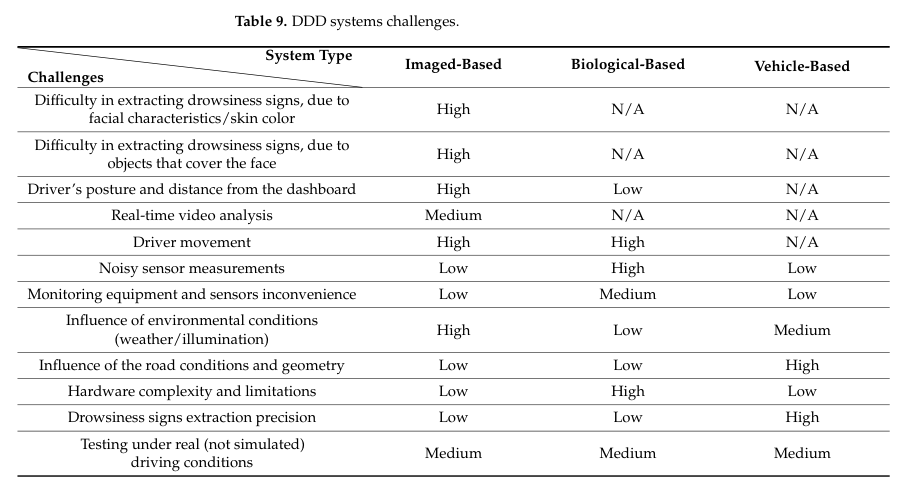 Table 9. DDD systems challenges.
System Type
Challenges
Imaged-Based
Biological-Based
Vehicle-Based
Difficulty in extracting drowsiness signs, due to
facial characteristics/skin color
High
N/A
N/A
Difficulty in extracting drowsiness signs, due to
objects that cover the face
High
N/A
N/A
Driver's posture and distance from the dashboard
High
Low
N/A
Real-time video analysis
Medium
N/A
N/A
Driver movement
High
High
N/A
Noisy sensor measurements
Low
High
Low
Monitoring equipment and sensors inconvenience
Low
Medium
Low
Influence of environmental conditions
(weather/illumination)
High
Low
Medium
Influence of the road conditions and geometry
Low
Low
High
Hardware complexity and limitations
Low
High
Low
Drowsiness signs extraction precision
Low
Low
High
Testing under real (not simulated)
driving conditions
Medium
Medium
Medium